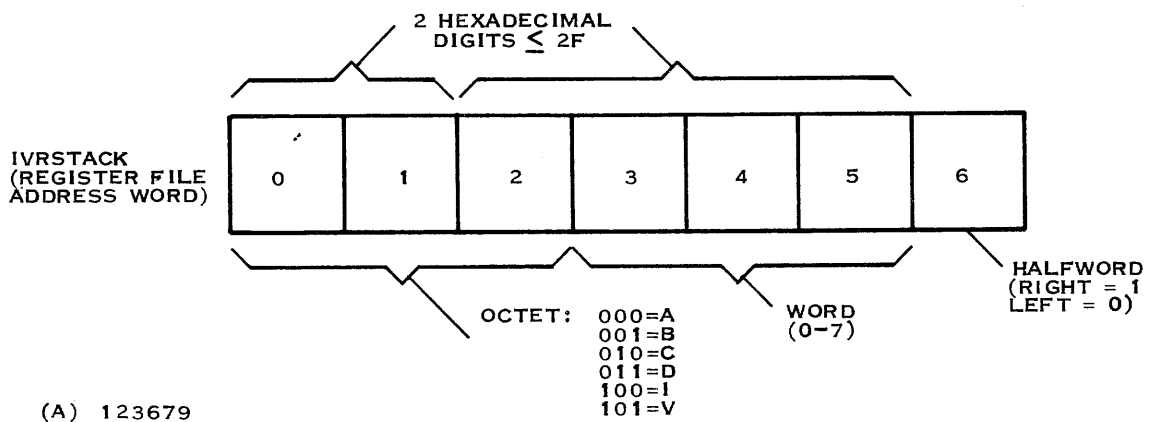 2 HEXADECIMAL
DIGITS ≤ 2F
IVRSTACK
(REGISTER FILE
ADDRESS WORD)
0 1 2 3 4 5 6
OCTET: 000=A
001=B
010=C
011=D
100=I
101=V
WORD
(0-7)
HALFWORD
(RIGHT = 1
LEFT = 0)
(A) 123679